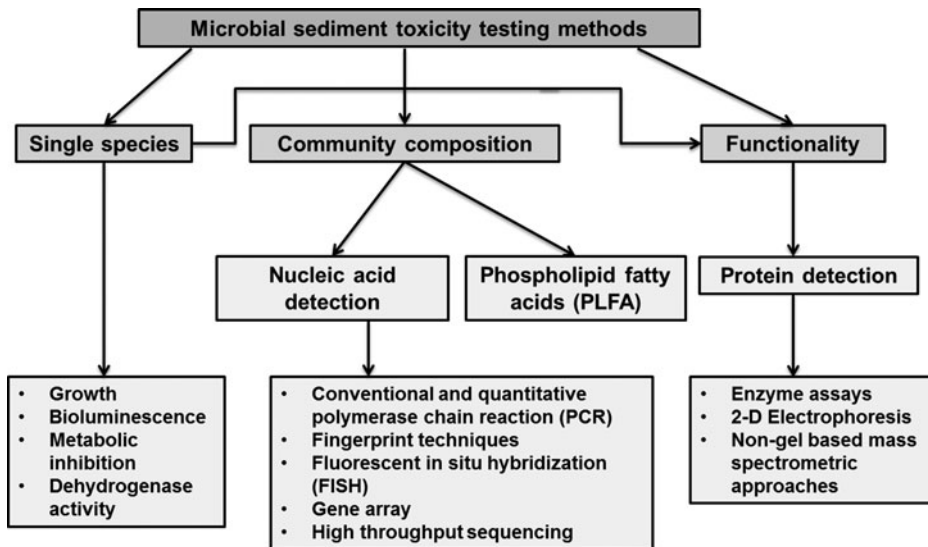 Microbial sediment toxicity testing methods
Single species
Community composition
Functionality
Nucleic acid
detection
Phospholipid fatty
acids (PLFA)
Protein detection
• Growth
• Bioluminescence
• Metabolic
inhibition
• Dehydrogenase
activity
• Conventional and quantitative
polymerase chain reaction (PCR)
• Fingerprint techniques
• Fluorescent in situ hybridization
(FISH)
• Gene array
• High throughput sequencing
• Enzyme assays
• 2-D Electrophoresis
• Non-gel based mass
spectrometric
approaches